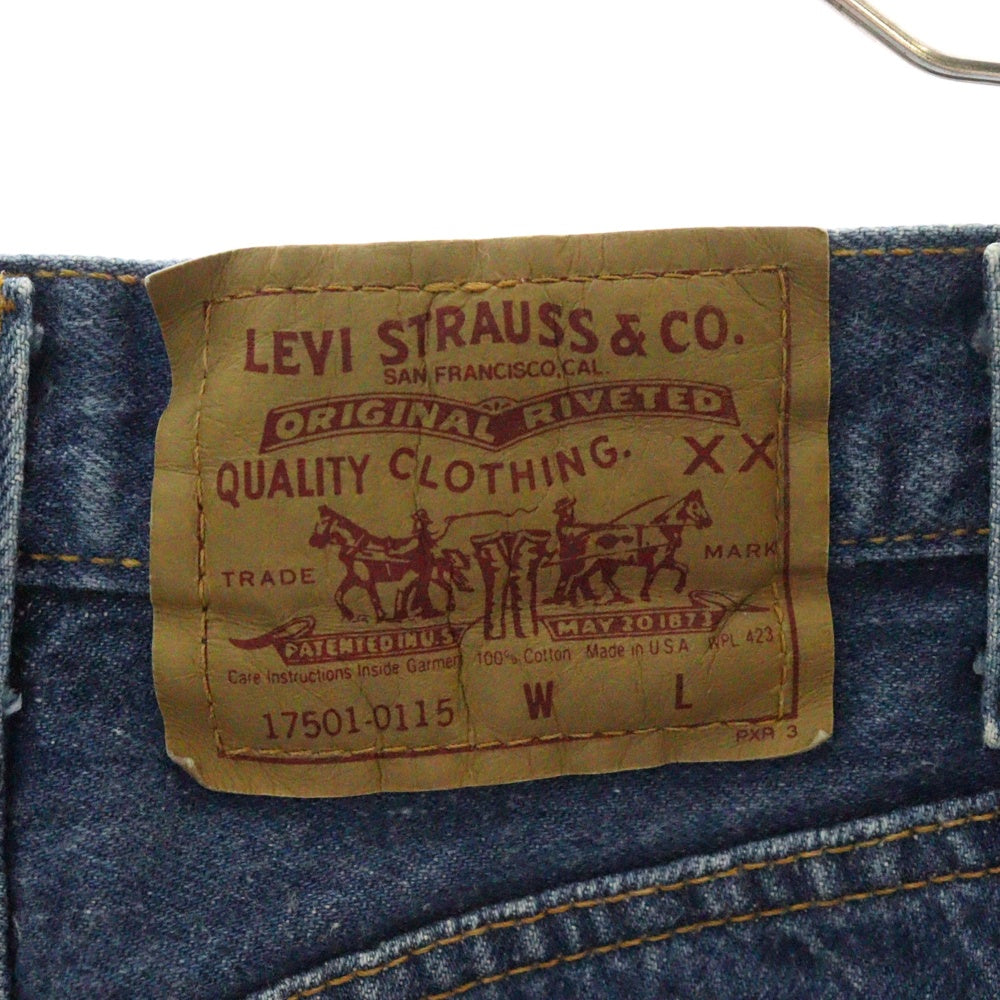 LEVI STRAUSS & CO.
SAN FRANCISCO, CAL.
ORIGINAL RIVETED
QUALITY CLOTHING. XX
TRADE MARK
PATENTED IN U.S. MAY 20 1873
Care Instructions Inside Garment 100% Cotton Made in U S A WPL 423
17501-0115 W L
PXP 3